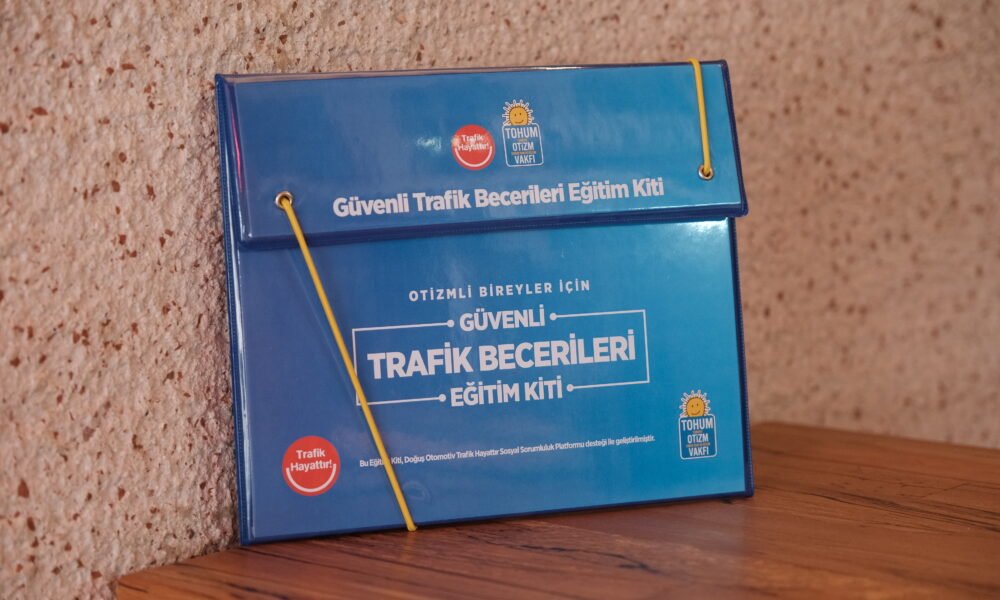 Trafik
Hayattır!
TOHUM
OTİZM
VAKFI
Güvenli Trafik Becerileri Eğitim Kiti
OTİZMLİ BİREYLER İÇİN
GÜVENLİ
TRAFİK BECERİLERİ
EĞİTİM KİTİ
Trafik
Hayattır!
Bu Eğitim Kiti, Doğuş Otomotiv Trafik Hayattır Sosyal Sorumluluk Platformu desteği ile geliştirilmiştir.
TOHUM
OTİZM
VAKFI